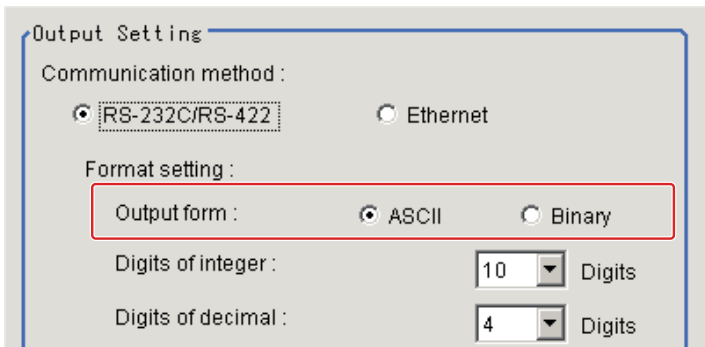 Output Setting
Communication method :
RS-232C/RS-422 Ethernet
Format setting :
Output form : ASCII Binary
Digits of integer : 10 Digits
Digits of decimal : 4 Digits